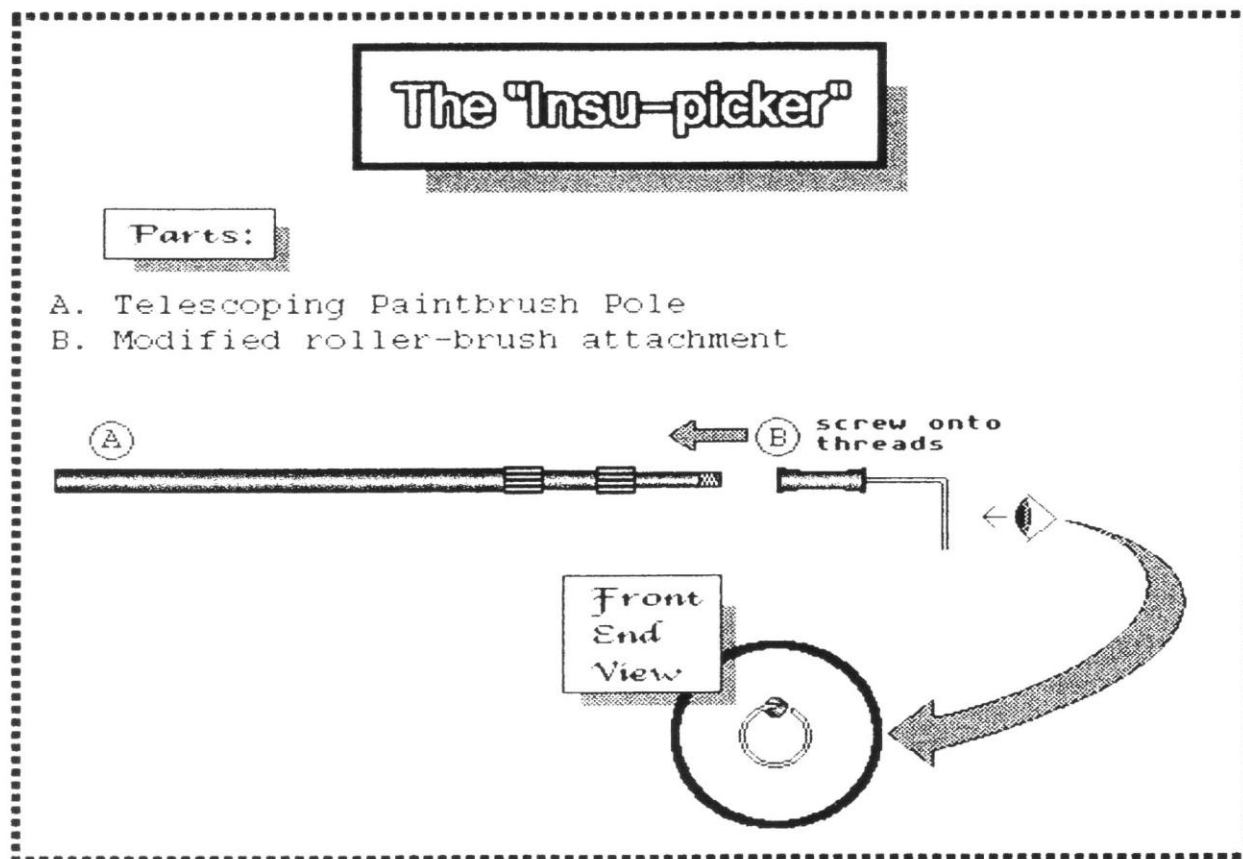 The "Insu-picker"
Parts:
A. Telescoping Paintbrush Pole
B. Modified roller-brush attachment
A
B screw onto
threads
Front
End
View